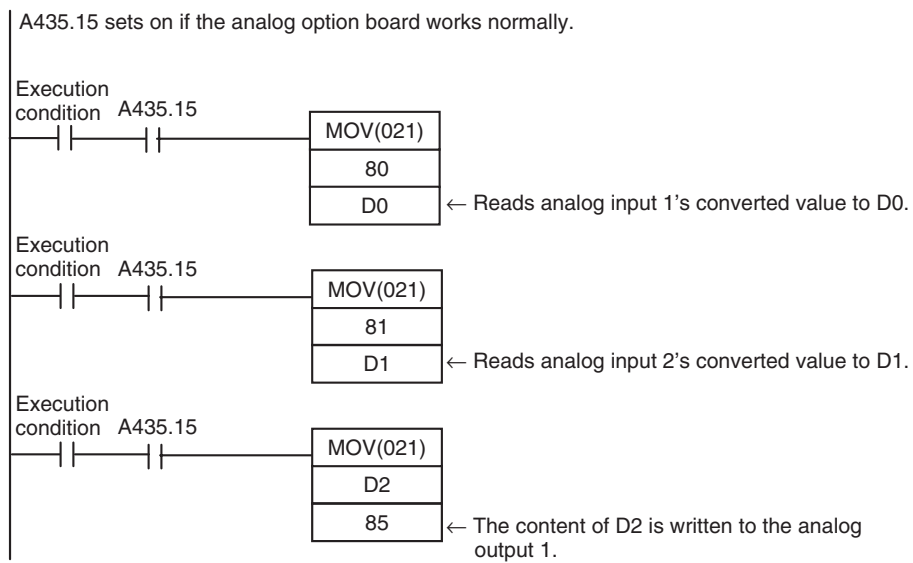 A435.15 sets on if the analog option board works normally.
Execution
condition A435.15
MOV(021)
80
D0
← Reads analog input 1's converted value to D0.
Execution
condition A435.15
MOV(021)
81
D1
← Reads analog input 2's converted value to D1.
Execution
condition A435.15
MOV(021)
D2
85
← The content of D2 is written to the analog
output 1.